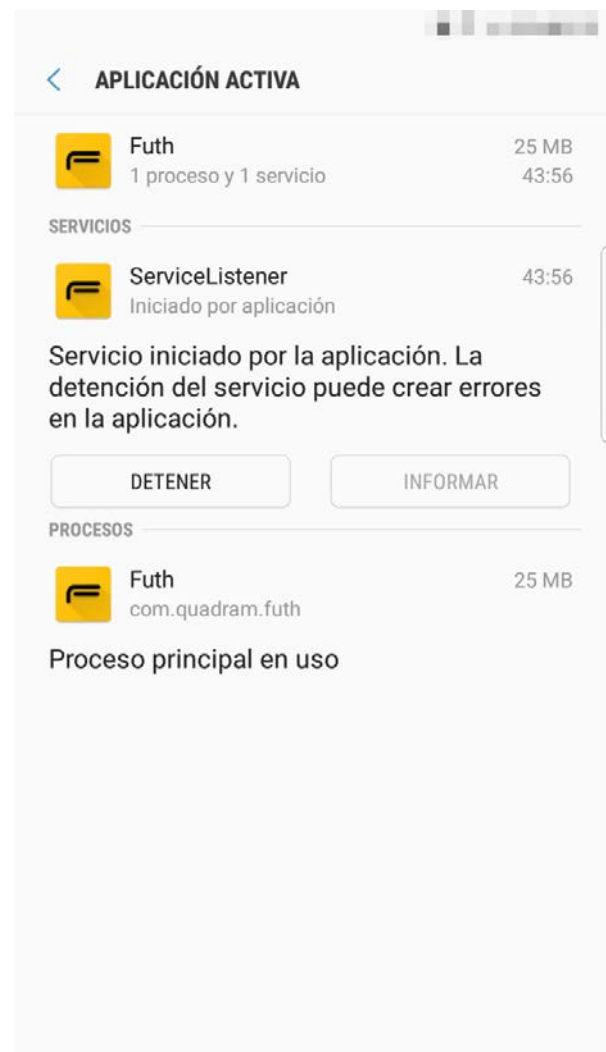 APLICACIÓN ACTIVA
Futh 25 MB
1 proceso y 1 servicio 43:56
SERVICIOS
ServiceListener 43:56
Iniciado por aplicación
Servicio iniciado por la aplicación. La
detención del servicio puede crear errores
en la aplicación.
DETENER INFORMAR
PROCESOS
Futh 25 MB
com.quadram.futh
Proceso principal en uso